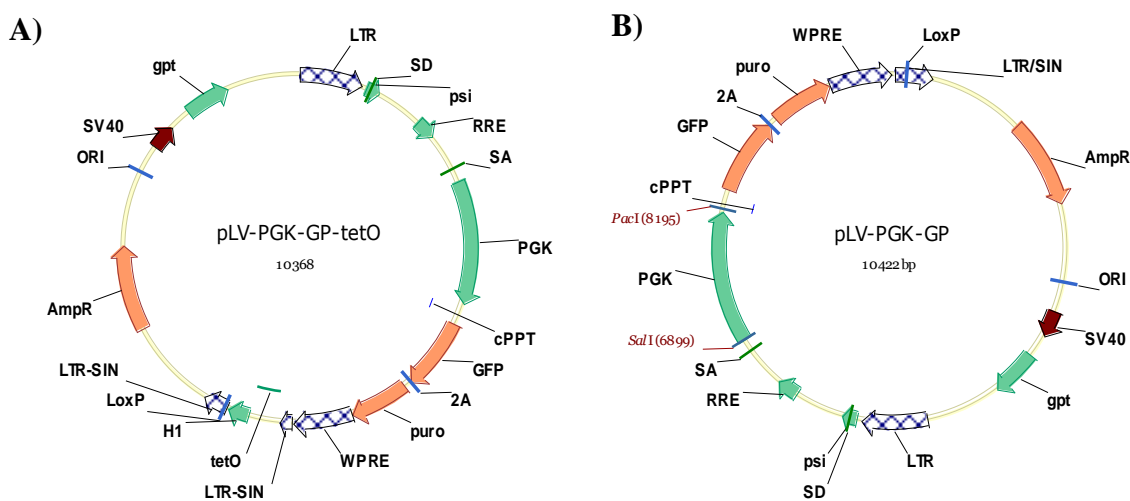 A)
LTR
SD
psi
RRE
SA
PGK
cPPT
GFP
2A
puro
WPRE
LTR-SIN
tetO
H1
LoxP
LTR-SIN
AmpR
ORI
SV40
gpt
pLV-PGK-GP-tetO
10368
B)
WPRE
LoxP
LTR/SIN
AmpR
ORI
SV40
gpt
LTR
SD
psi
RRE
SA
SalI(6899)
PGK
PacI(8195)
cPPT
GFP
2A
puro
pLV-PGK-GP
10422bp